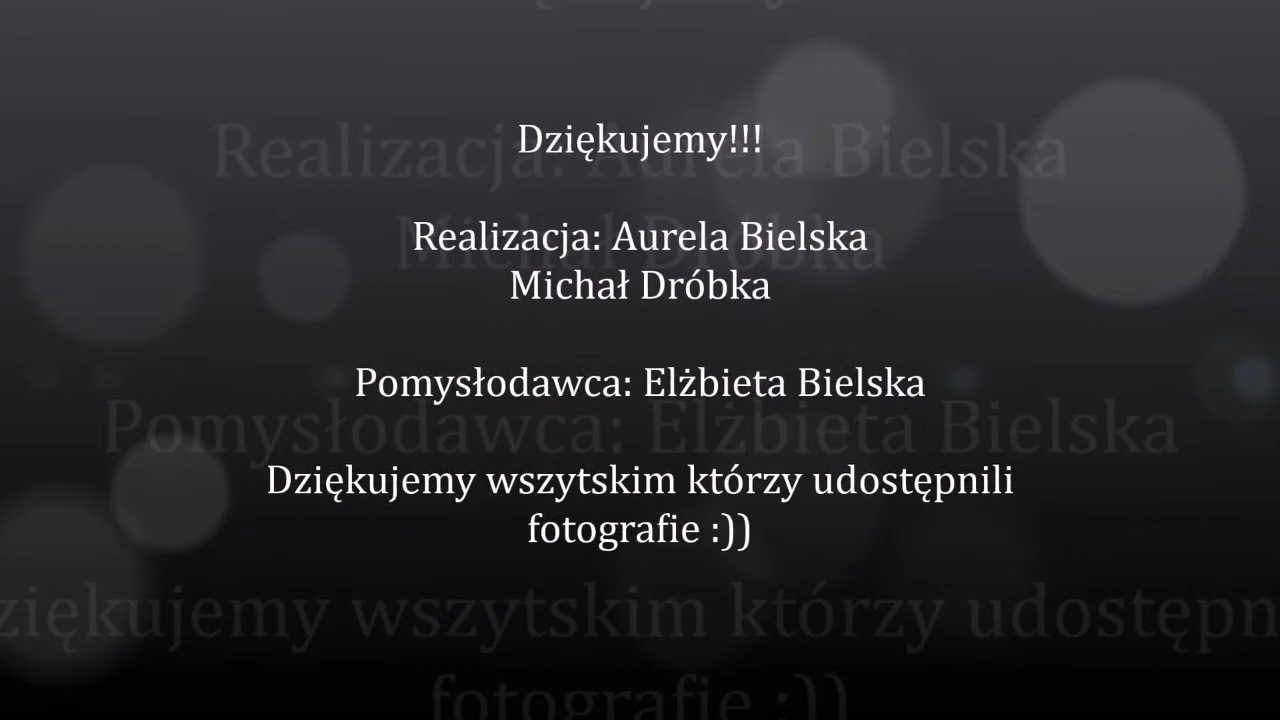 Dziękujemy!!!
Realizacja: Aurela Bielska
Michał Dróbka
Pomysłodawca: Elżbieta Bielska
Dziękujemy wszytskim którzy udostępnili
fotografie :))